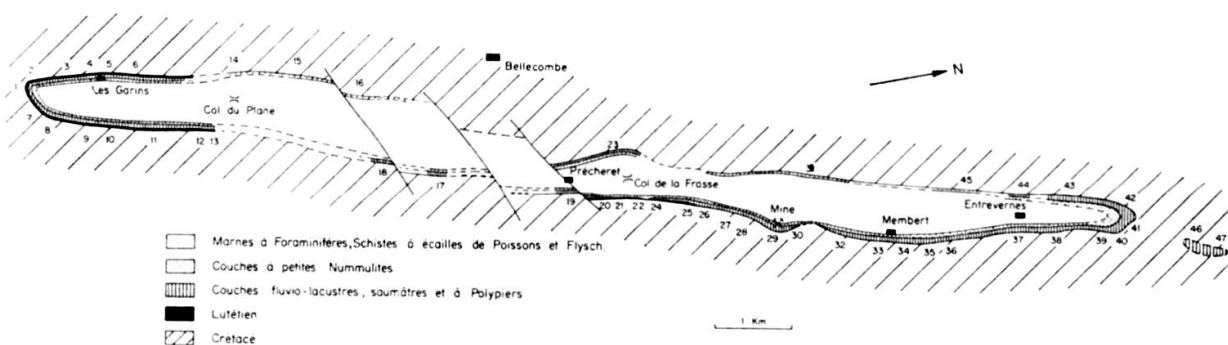 2 3 4 5 6 14 15 16
1 Les Garins
Col du Plane
7 8 9 10 11 12 13
18 17
Bellecombe
N
23
Précheret Col de la Frasse
19 20 21 22 24 25 26 27 28
Mine
29 30 32
Membert
33 34 35 36 37 38 39 40 41
Entrevernes
45 44 43 42
46 47
Marnes à Foraminifères, Schistes à écailles de Poissons et Flysch.
Couches à petites Nummulites
Couches fluvio-lacustres, saumâtres et à Polypiers
Lutétien
Crétacé
1 Km